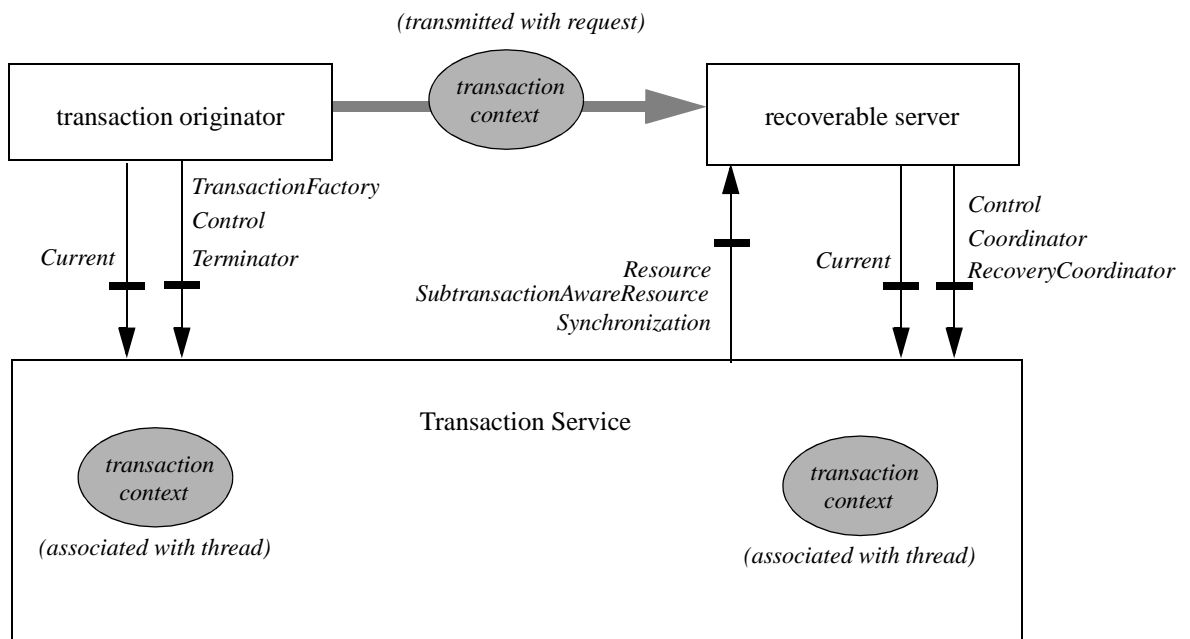 (transmitted with request)
transaction
context
transaction originator
recoverable server
TransactionFactory
Control
Terminator
Current
Resource
SubtransactionAwareResource
Synchronization
Current
Control
Coordinator
RecoveryCoordinator
Transaction Service
transaction
context
(associated with thread)
transaction
context
(associated with thread)